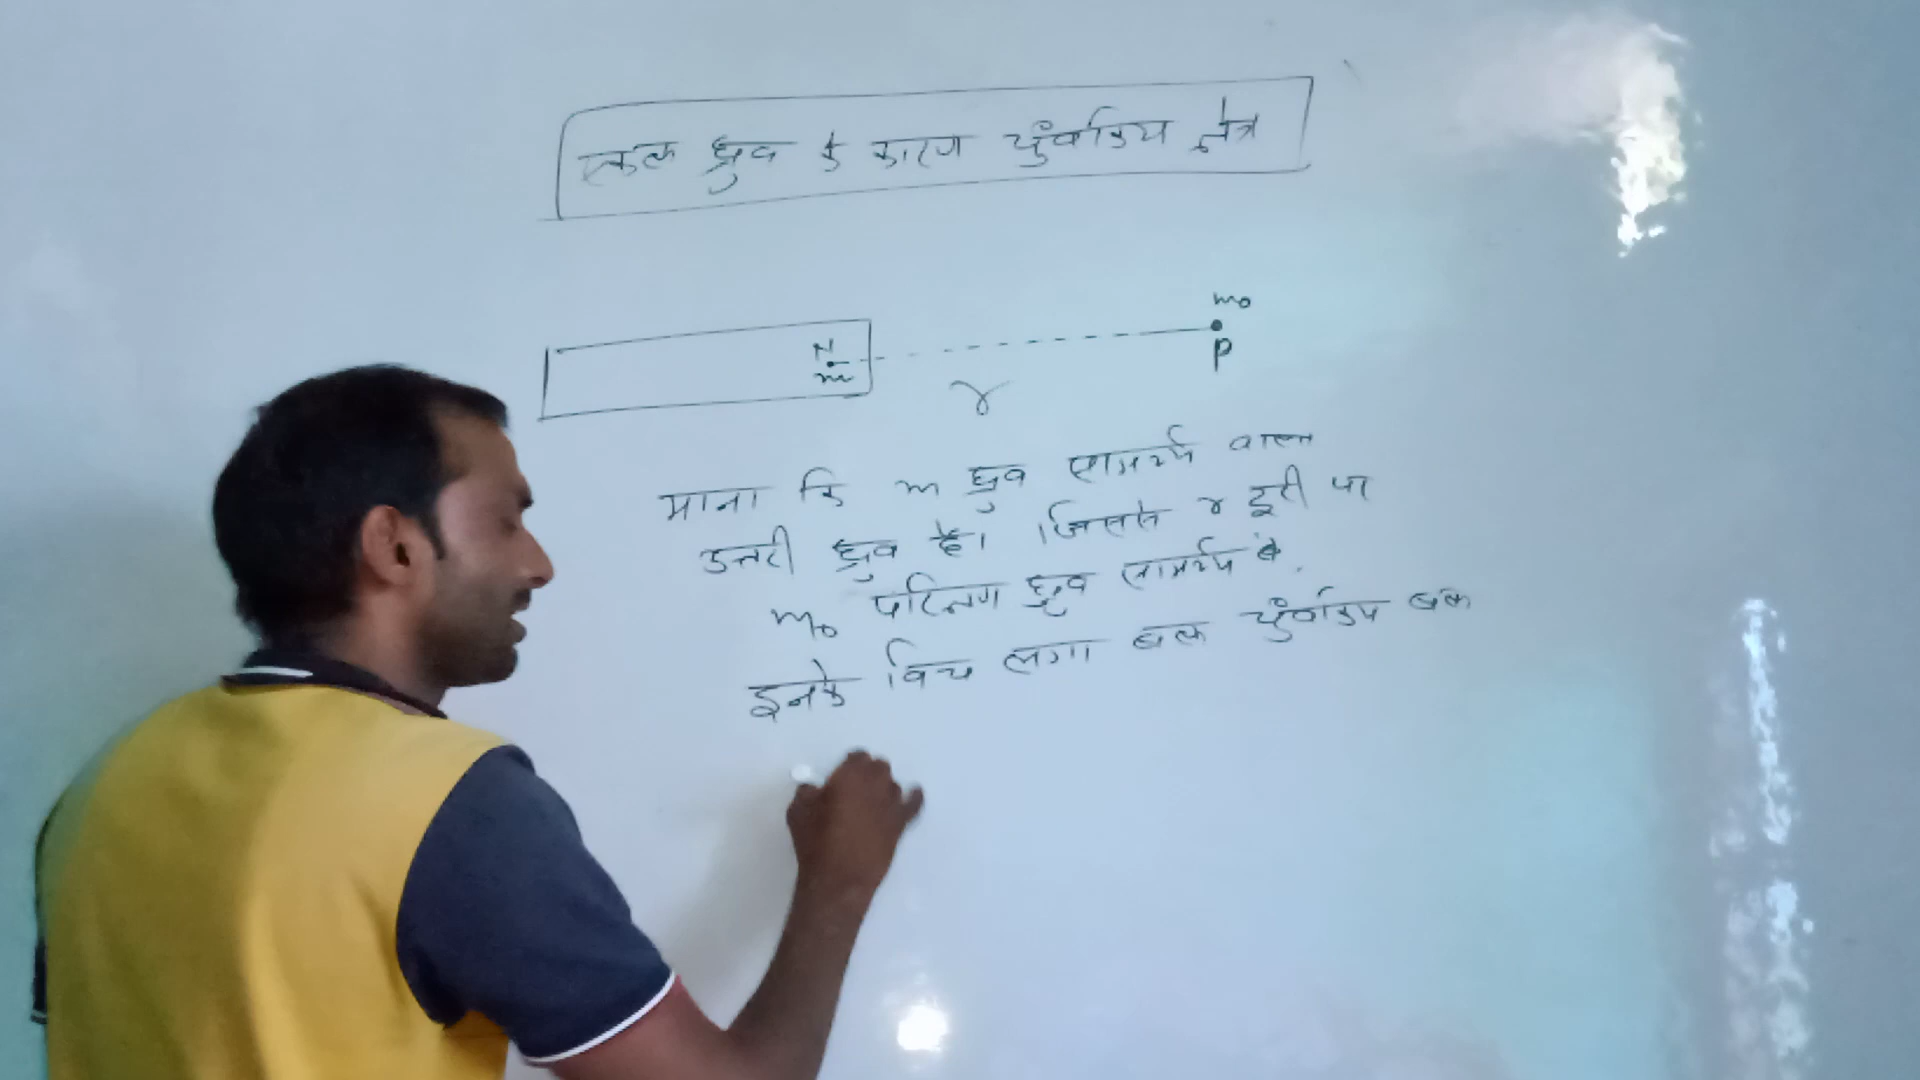 एकल ध्रुव के कारण चुंबकिय क्षेत्र
m₀
N
m
P
r
माना कि m ध्रुव सामर्थ्य वाला
उत्तरी ध्रुव है। जिससे r दूरी पर
m₀ परिक्षण ध्रुव सामर्थ्य है.
इनके बिच लगा बल चुंबकिय बल